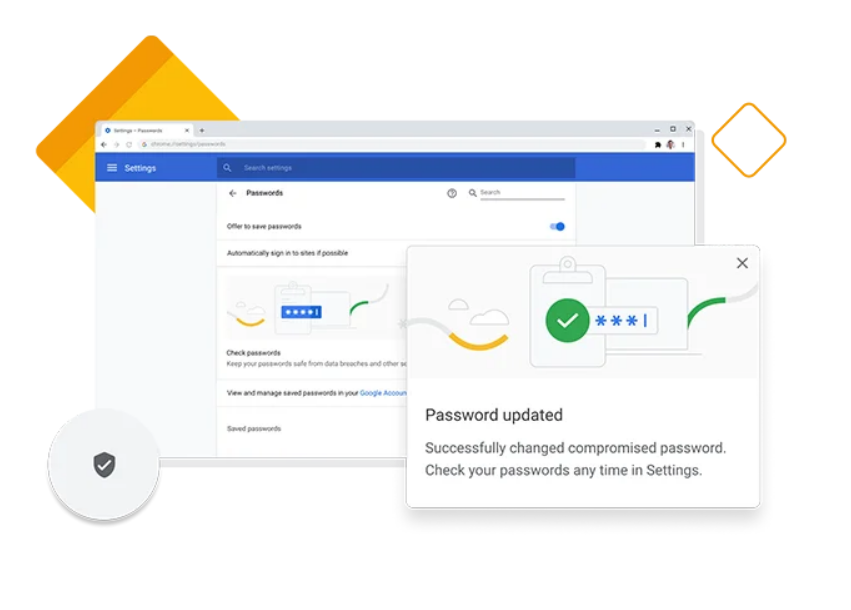 Settings - Passwords
chrome://settings/passwords
Settings
Search settings
Passwords
Search
Offer to save passwords
Automatically sign in to sites if possible
Check passwords
Keep your passwords safe from data breaches and other
View and manage saved passwords in your Google Accoun
Saved passwords
***
Password updated
Successfully changed compromised password.
Check your passwords any time in Settings.